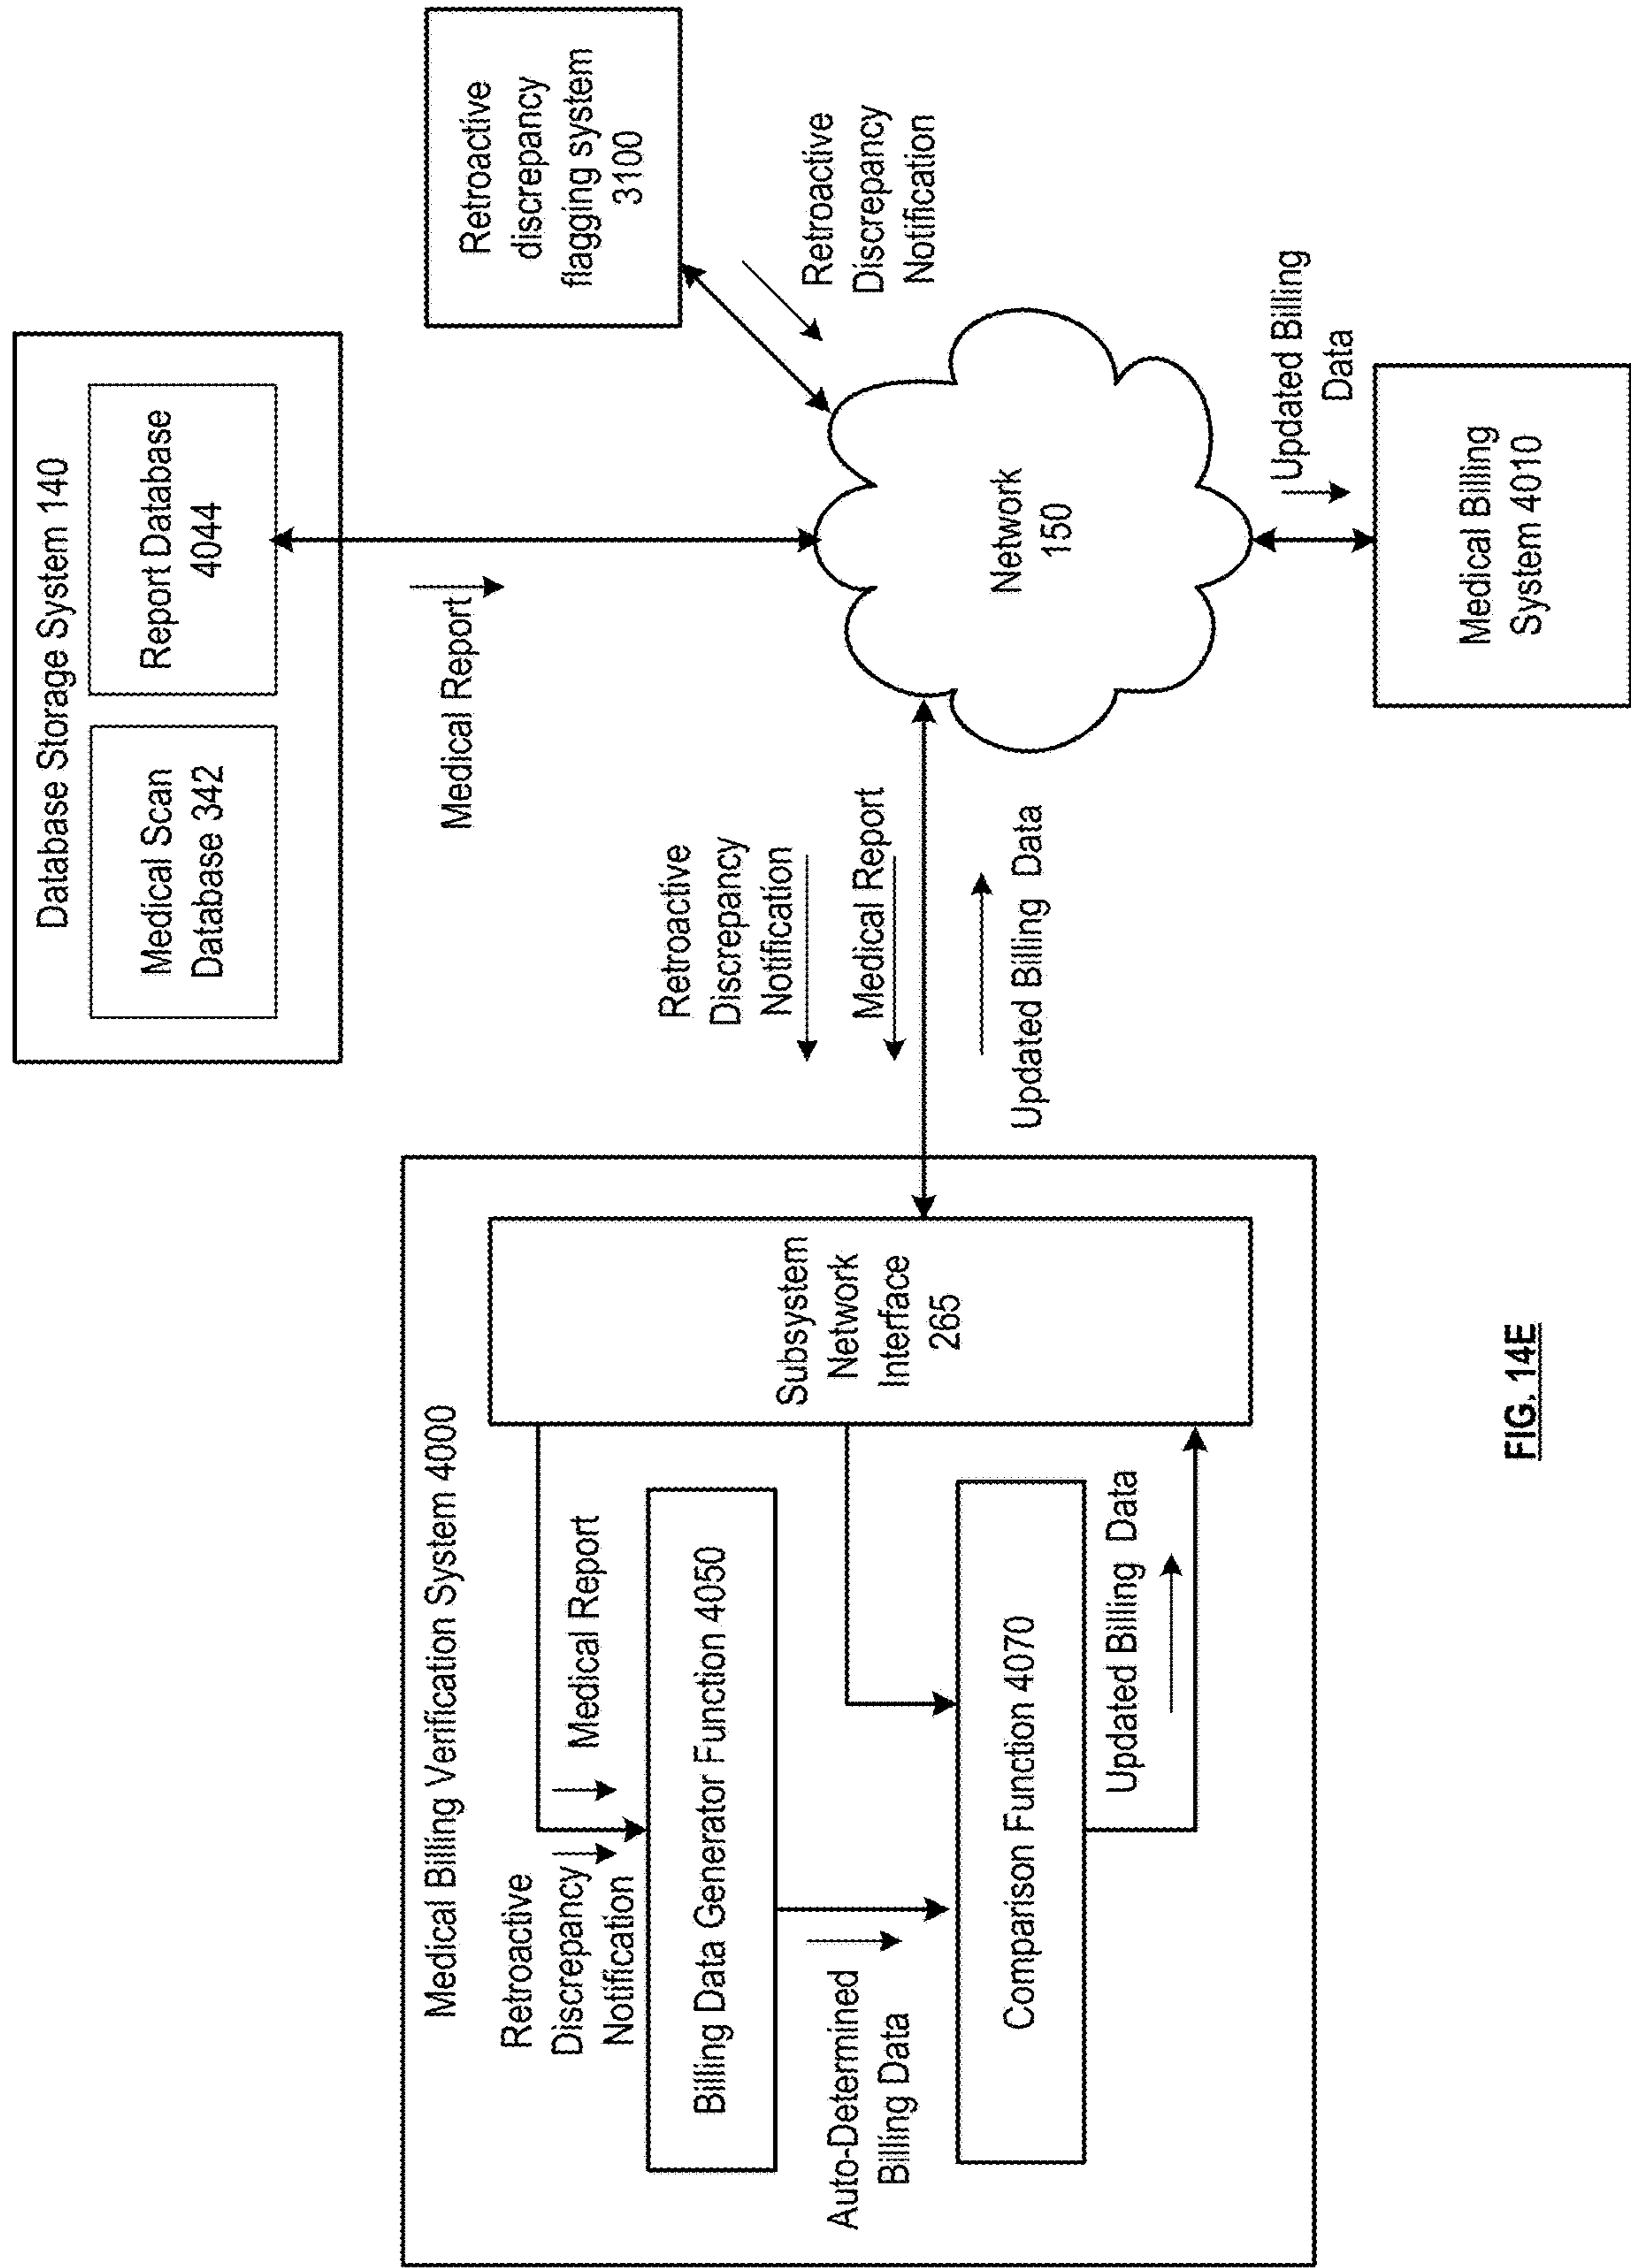 Medical Billing Verification System 4000
Retroactive
Discrepancy
Notification
Medical Report
Billing Data Generator Function 4050
Auto-Determined
Billing Data
Comparison Function 4070
Updated Billing Data
Subsystem
Network
Interface
265
Retroactive
Discrepancy
Notification
Medical Report
Updated Billing Data
Database Storage System 140
Medical Scan
Database 342
Report Database
4044
Medical Report
Network
150
Retroactive
discrepancy
flagging system
3100
Retroactive
Discrepancy
Notification
Updated Billing
Data
Medical Billing
System 4010
FIG. 14E